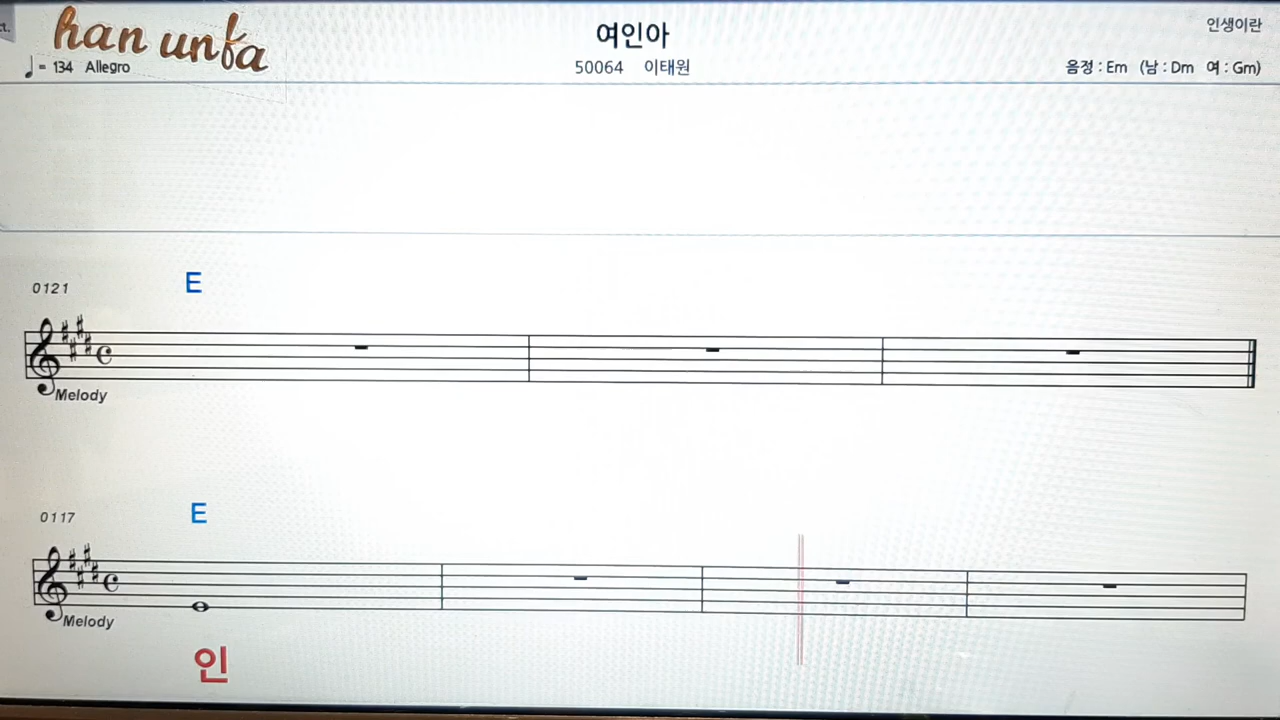 han unfa
여인아
인생이란
♩= 134 Allegro
50064 이태원
음정 : Em (남 : Dm 여 : Gm)
0121
E
Melody
0117
E
Melody
인